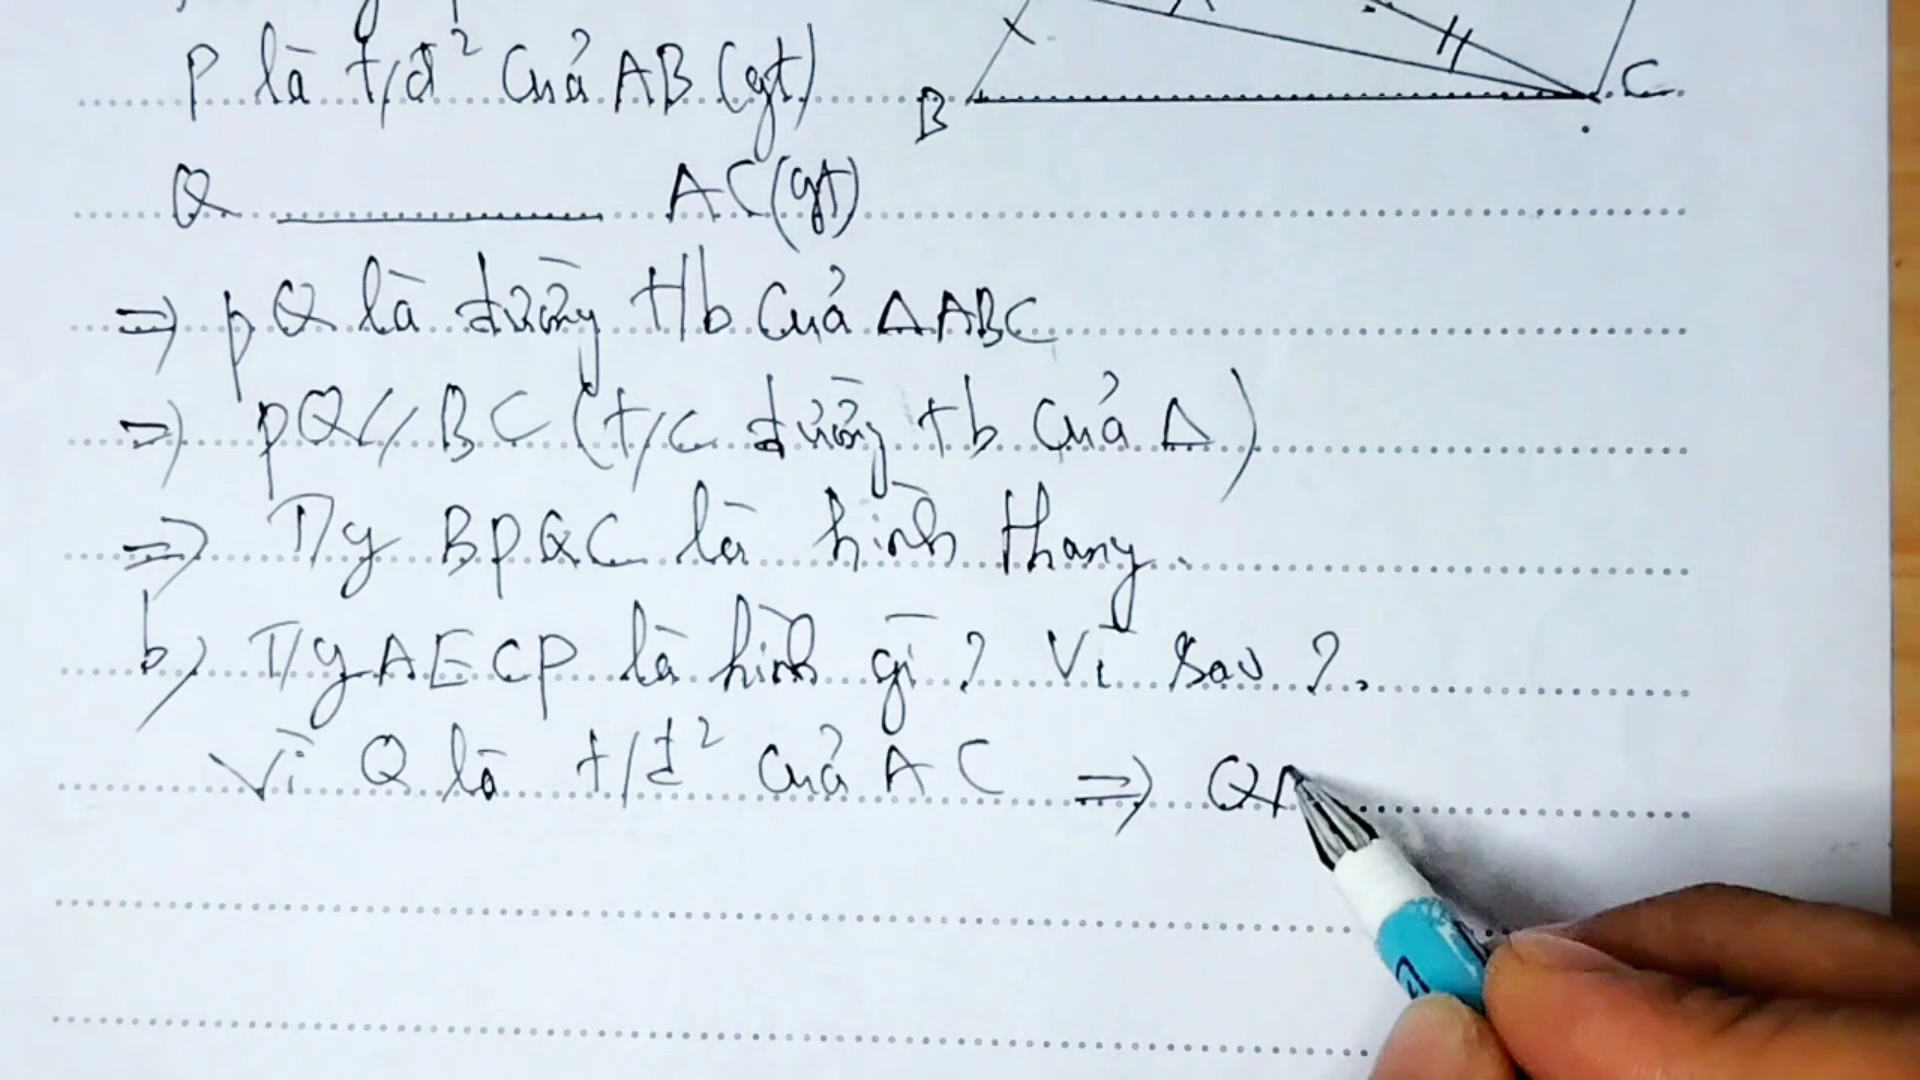 P là t/đ² của AB (gt)
B
C
Q ________ AC (gt)
=> PQ là đường t/b của ΔABC
=> PQ // BC (t/c đường tb của Δ)
=> T/g BPQC là hình thang.
b) T/g AECP là hình gì? Vì sao?.
Vì Q là t/đ² của AC => QA